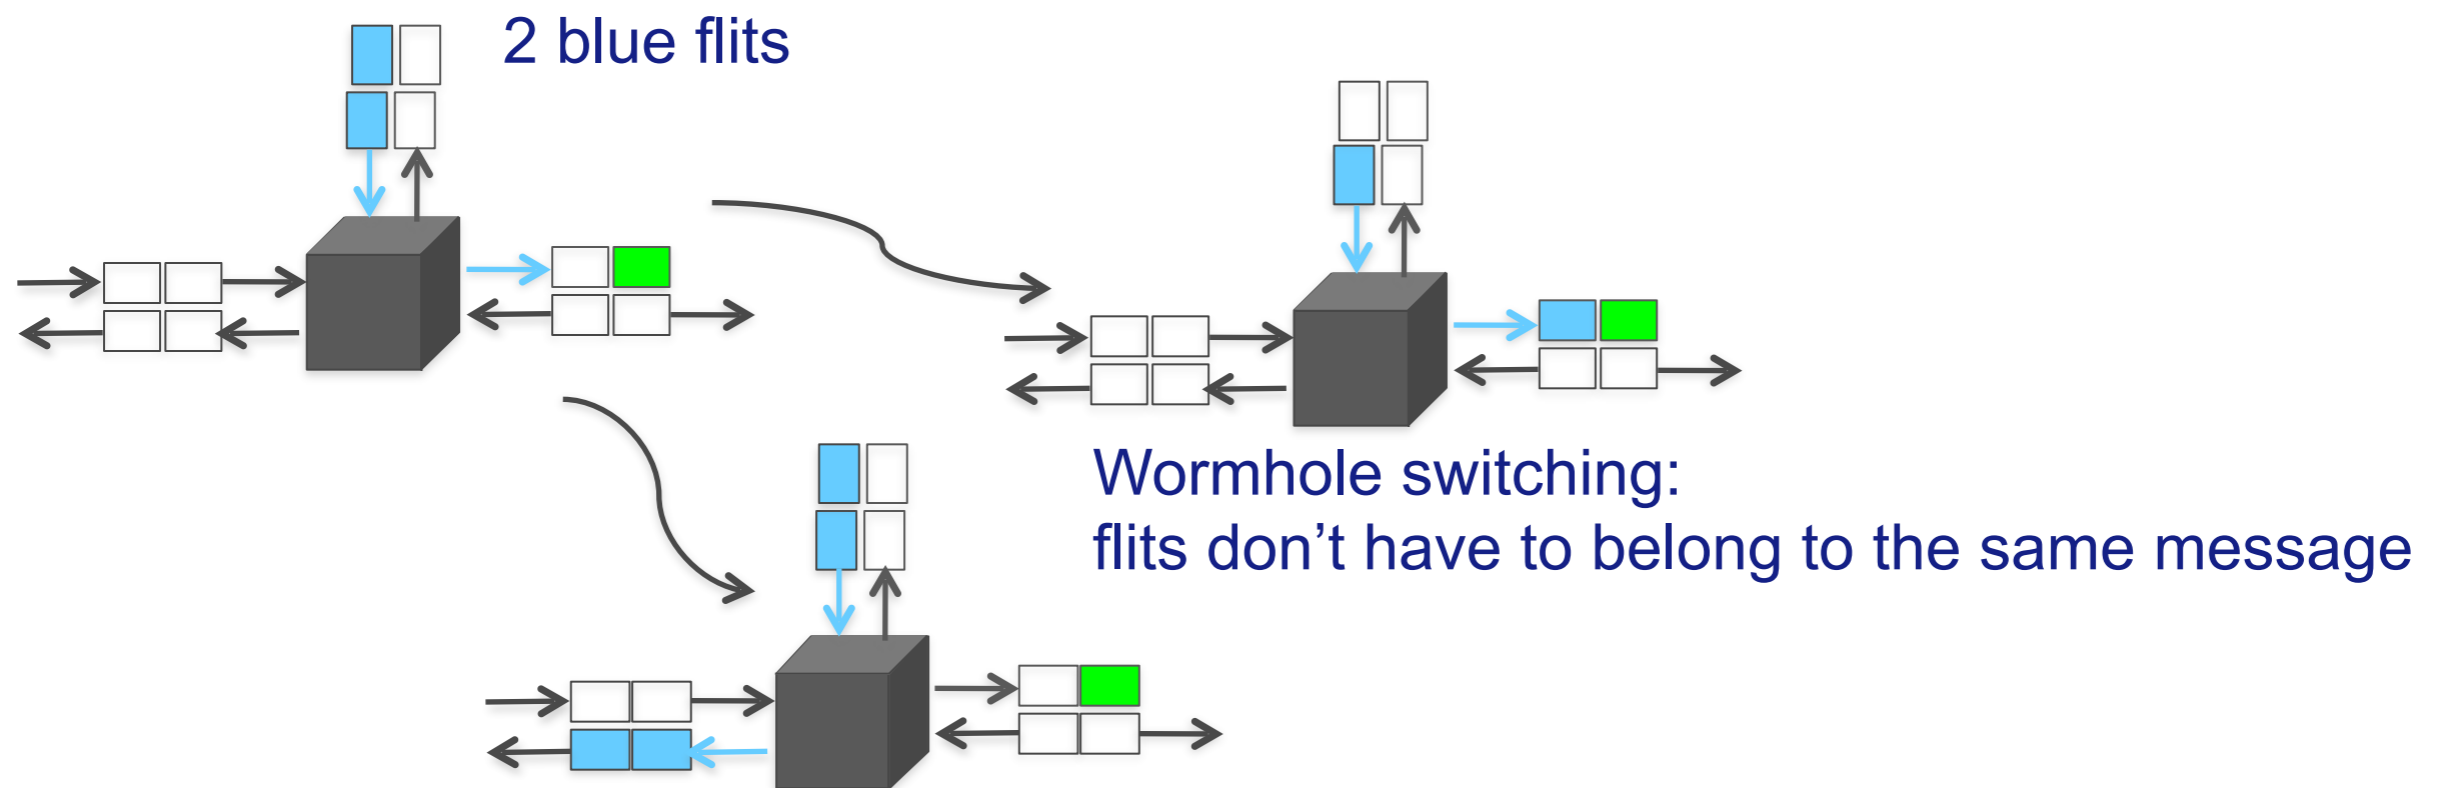 2 blue flits
Wormhole switching:
flits don’t have to belong to the same message